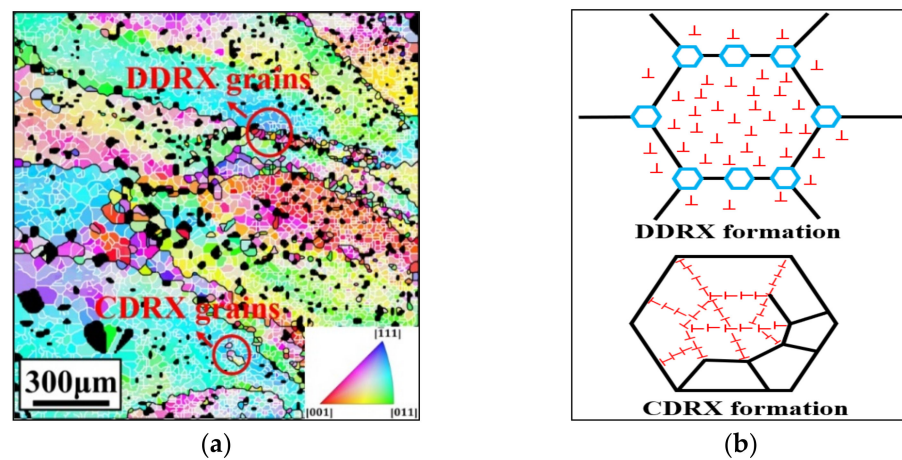 DDRX grains
CDRX grains
300μm
|111|
|001|
|011|
(a)
DDRX formation
CDRX formation
(b)